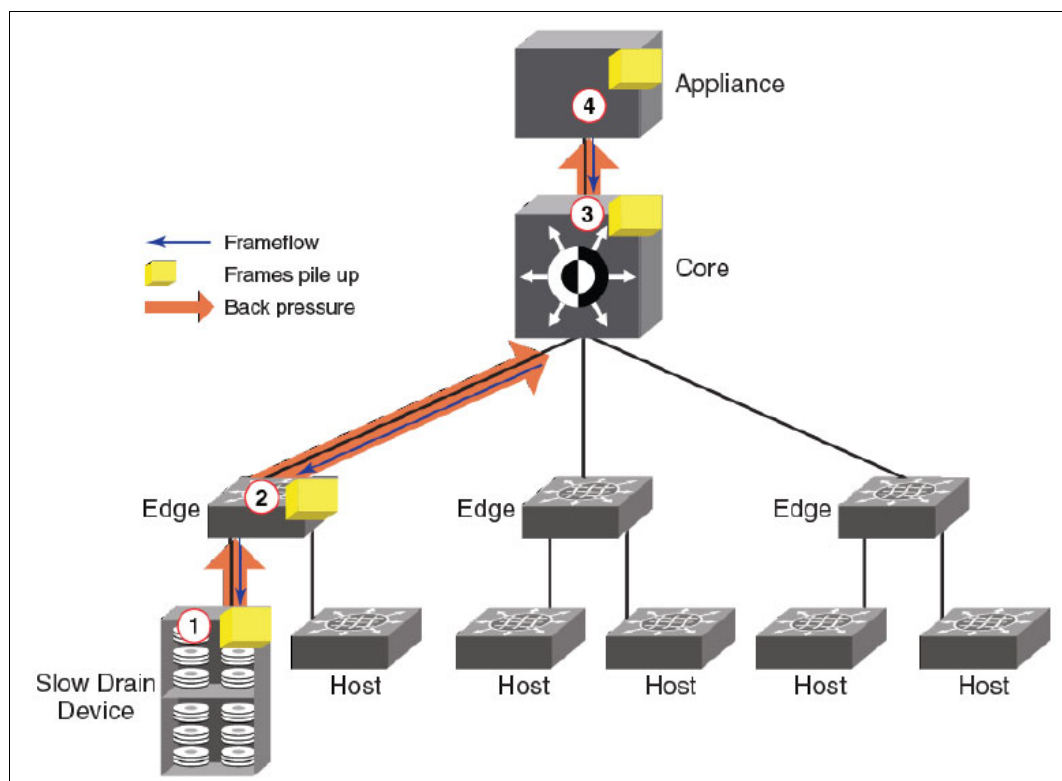 4
Appliance
3
Core
Frameflow
Frames pile up
Back pressure
Edge
2
Edge
Edge
1
Slow Drain
Device
Host
Host
Host
Host
Host